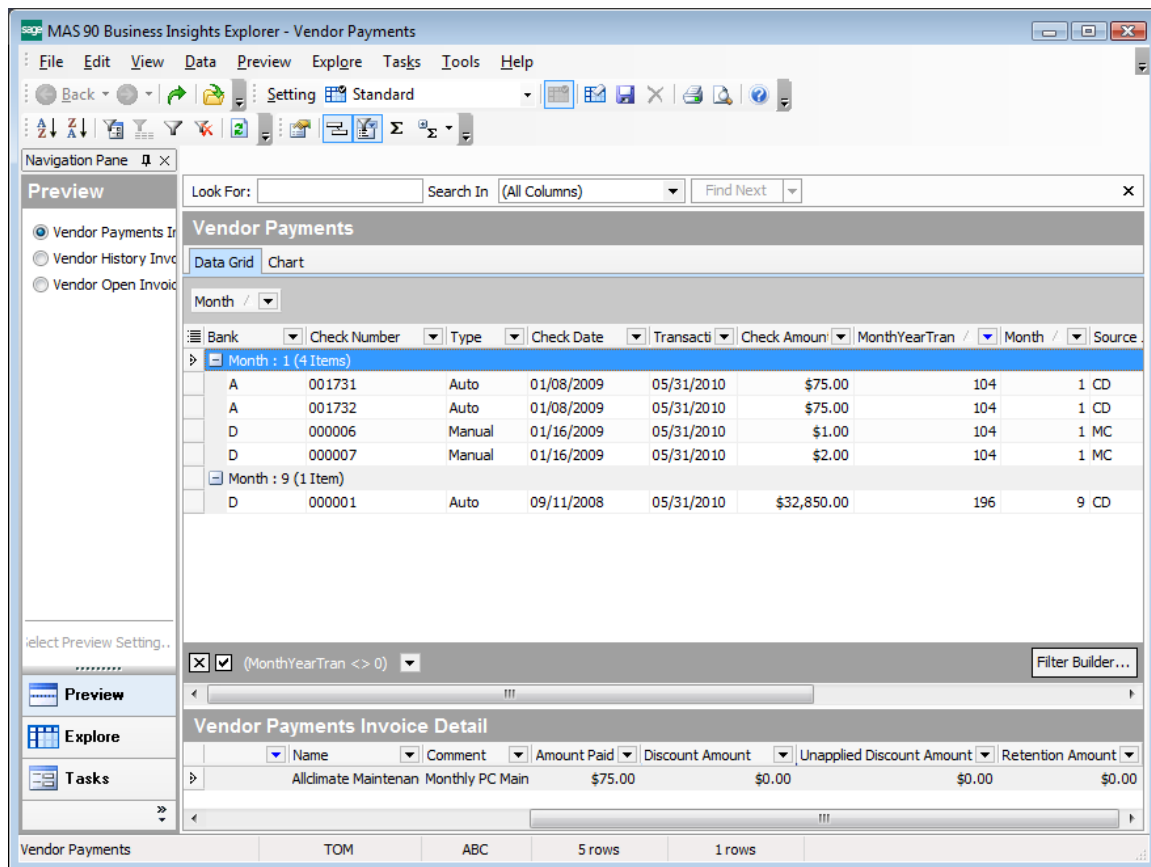 sage MAS 90 Business Insights Explorer - Vendor Payments
File Edit View Data Preview Explore Tasks Tools Help
Back Setting Standard
Navigation Pane
Preview
Look For: Search In (All Columns) Find Next
Vendor Payments In
Vendor Payments
Vendor History Invo
Data Grid Chart
Vendor Open Invoic
Month
Bank Check Number Type Check Date Transacti Check Amoun MonthYearTran Month Source
Month : 1 (4 Items)
A 001731 Auto 01/08/2009 05/31/2010 $75.00 104 1 CD
A 001732 Auto 01/08/2009 05/31/2010 $75.00 104 1 CD
D 000006 Manual 01/16/2009 05/31/2010 $1.00 104 1 MC
D 000007 Manual 01/16/2009 05/31/2010 $2.00 104 1 MC
Month : 9 (1 Item)
D 000001 Auto 09/11/2008 05/31/2010 $32,850.00 196 9 CD
elect Preview Setting..
(MonthYearTran <> 0) Filter Builder...
Preview
Explore
Tasks
Vendor Payments Invoice Detail
Name Comment Amount Paid Discount Amount Unapplied Discount Amount Retention Amount
Allclimate Maintenan Monthly PC Main $75.00 $0.00 $0.00 $0.00
Vendor Payments TOM ABC 5 rows 1 rows